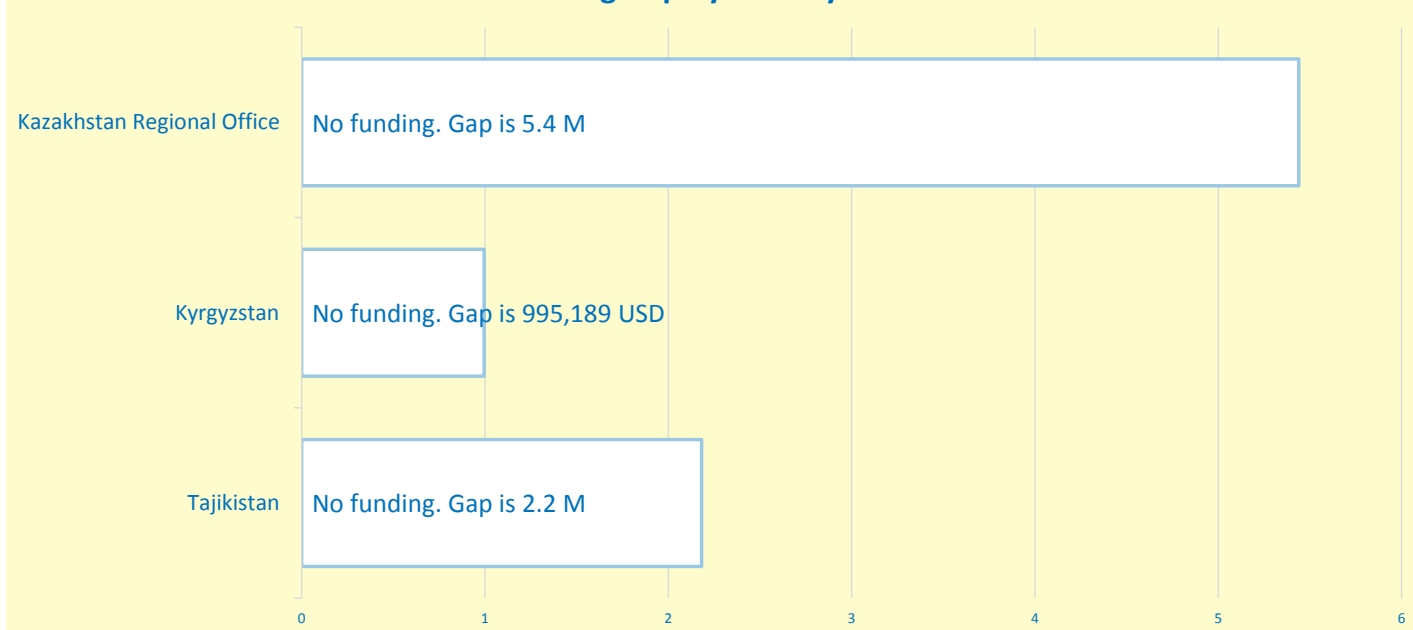 Kazakhstan Regional Office
No funding. Gap is 5.4 M
Kyrgyzstan
No funding. Gap is 995,189 USD
Tajikistan
No funding. Gap is 2.2 M
0 1 2 3 4 5 6